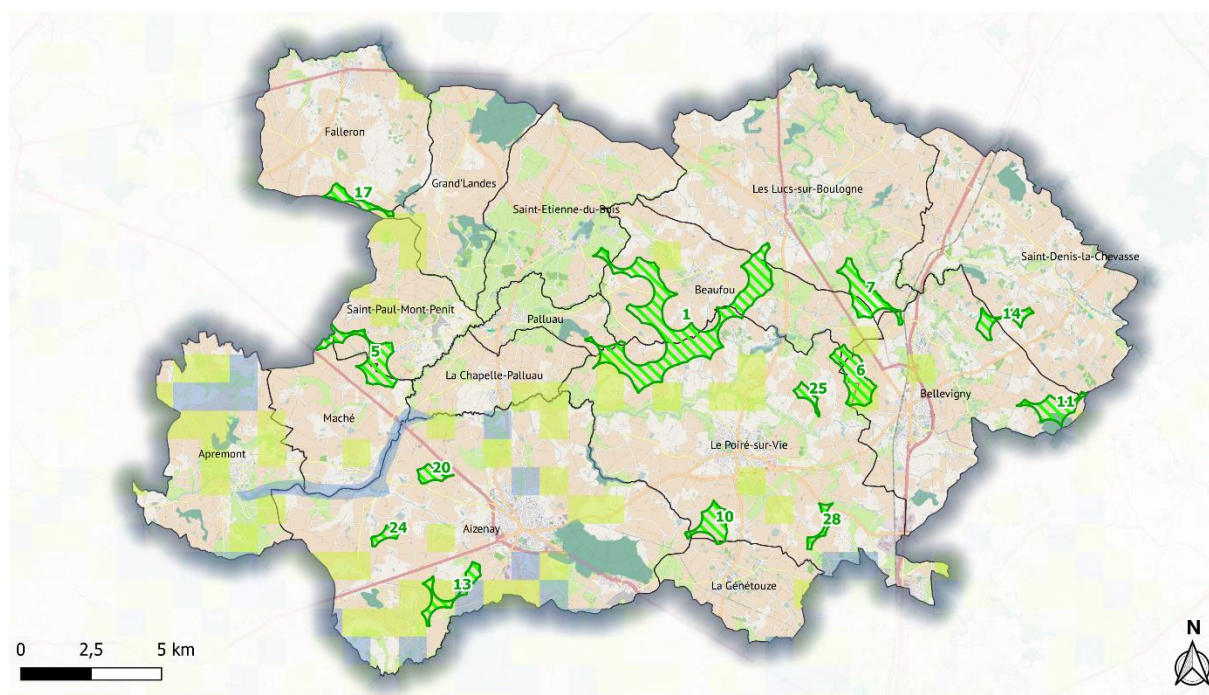 Falleron
17
Grand'Landes
Les Lucs-sur-Boulogne
Saint-Etienne-du-Bois
Saint-Denis-la-Chevasse
Beaufou
7
Saint-Paul-Mont-Penit
1
14
Palluau
5
6
La Chapelle-Palluau
25
Bellevigny
11
Maché
Le Poiré-sur-Vie
Apremont
20
10
28
24
Aizenay
13
La Génétouze
0 2,5 5 km
N